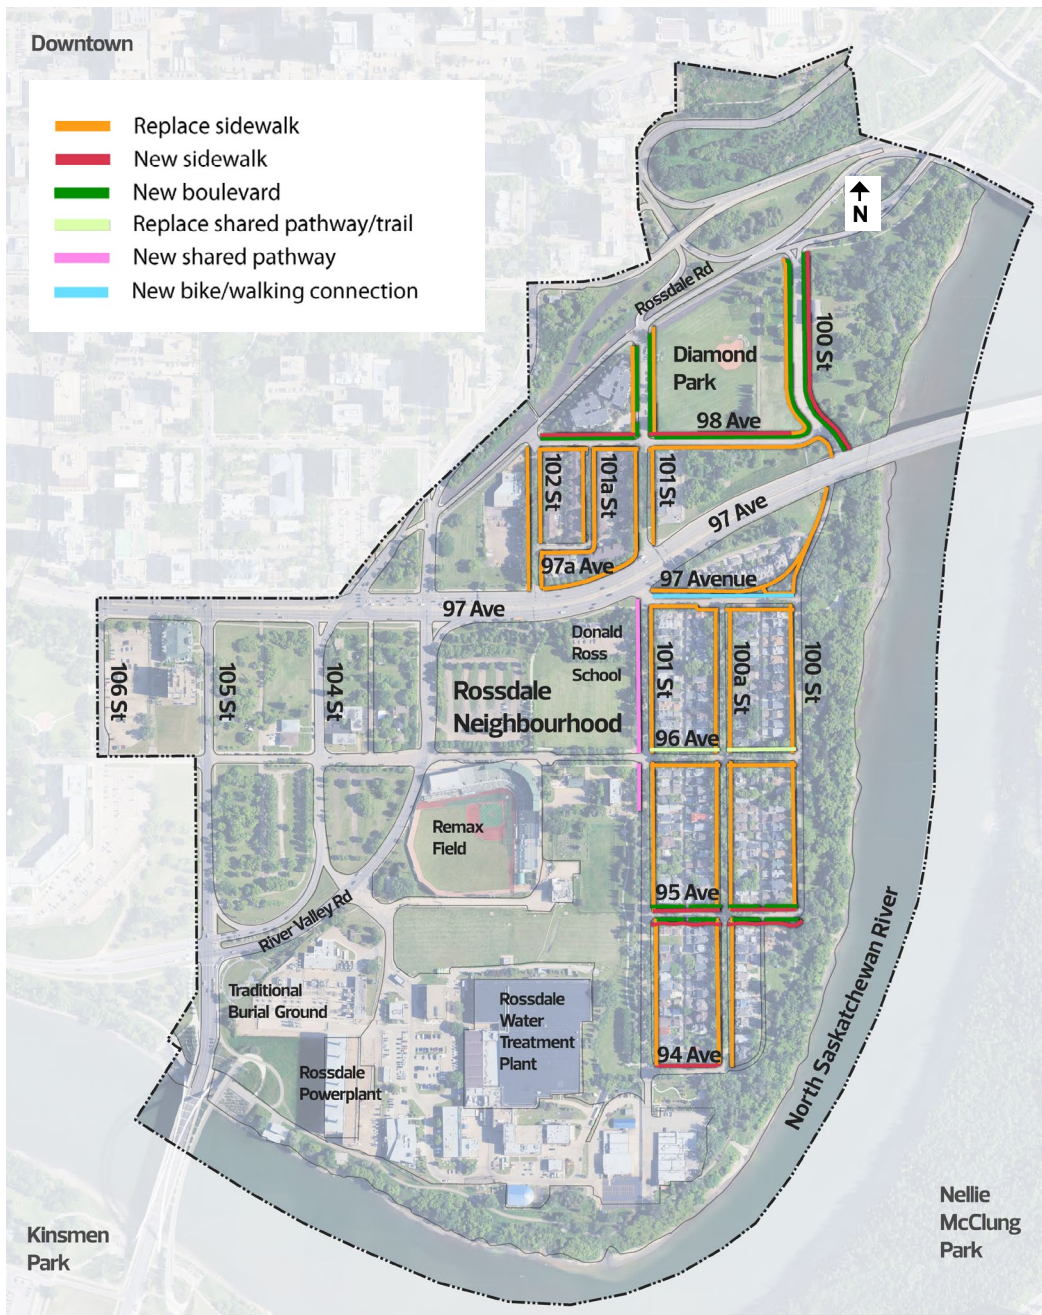 Downtown
Replace sidewalk
New sidewalk
New boulevard
Replace shared pathway/trail
New shared pathway
New bike/walking connection
N
Rossdale Rd
100 St
Diamond
Park
98 Ave
102 St
101a St
101 St
97 Ave
97a Ave
97 Avenue
97 Ave
Donald
Ross
School
106 St
105 St
104 St
Rossdale
Neighbourhood
101 St
100a St
100 St
96 Ave
Remax
Field
95 Ave
River Valley Rd
North Saskatchewan River
Traditional
Burial Ground
Rossdale
Water
Treatment
Plant
94 Ave
Rossdale
Powerplant
Kinsmen
Park
Nellie
McClung
Park